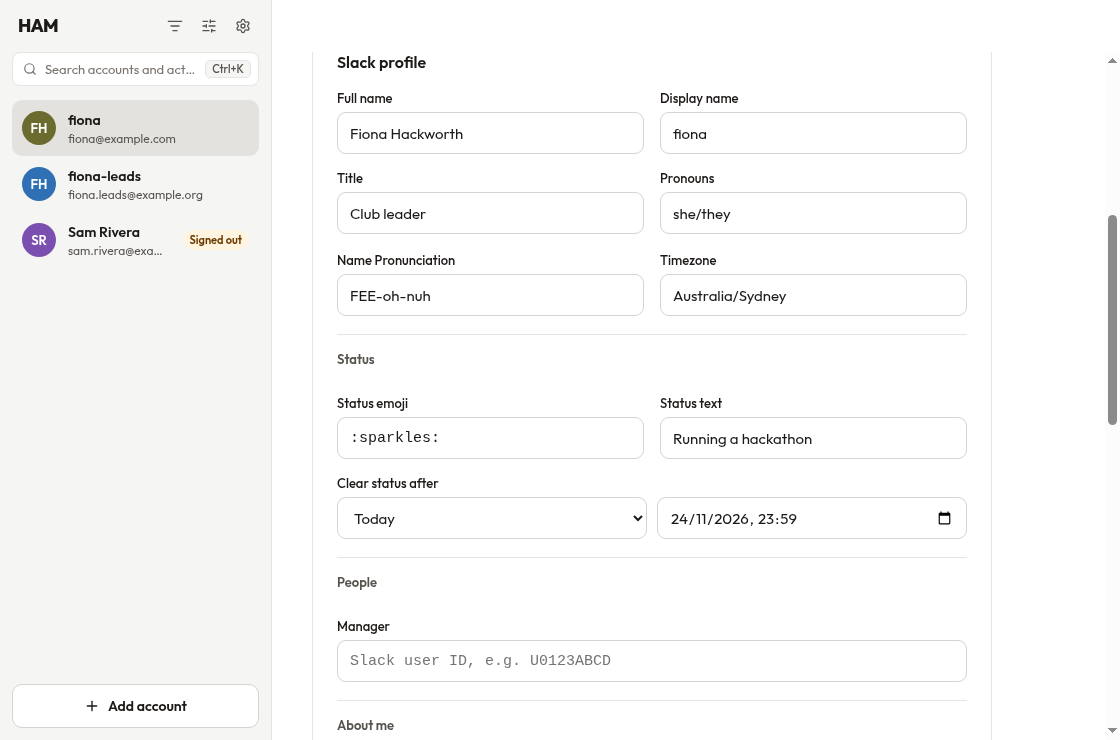 HAM
Search accounts and act... Ctrl+K
FH
fiona
fiona@example.com
FH
fiona-leads
fiona.leads@example.org
SR
Sam Rivera
sam.rivera@exa...
Signed out
Add account
Slack profile
Full name Display name
Fiona Hackworth fiona
Title Pronouns
Club leader she/they
Name Pronunciation Timezone
FEE-oh-nuh Australia/Sydney
Status
Status emoji Status text
:sparkles: Running a hackathon
Clear status after
Today 24/11/2026, 23:59
People
Manager
Slack user ID, e.g. U0123ABCD
About me